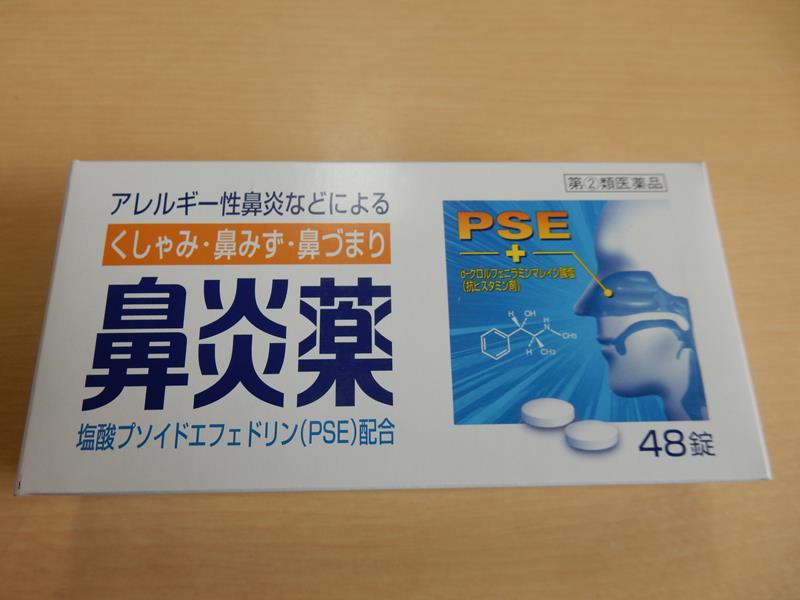 第②類医薬品
アレルギー性鼻炎などによる
くしゃみ・鼻みず・鼻づまり
鼻炎薬
塩酸プソイドエフェドリン(PSE)配合
PSE
+
d-クロルフェニラミンマレイン酸塩
(抗ヒスタミン剤)
H OH H
N
CH3
H CH3
48錠